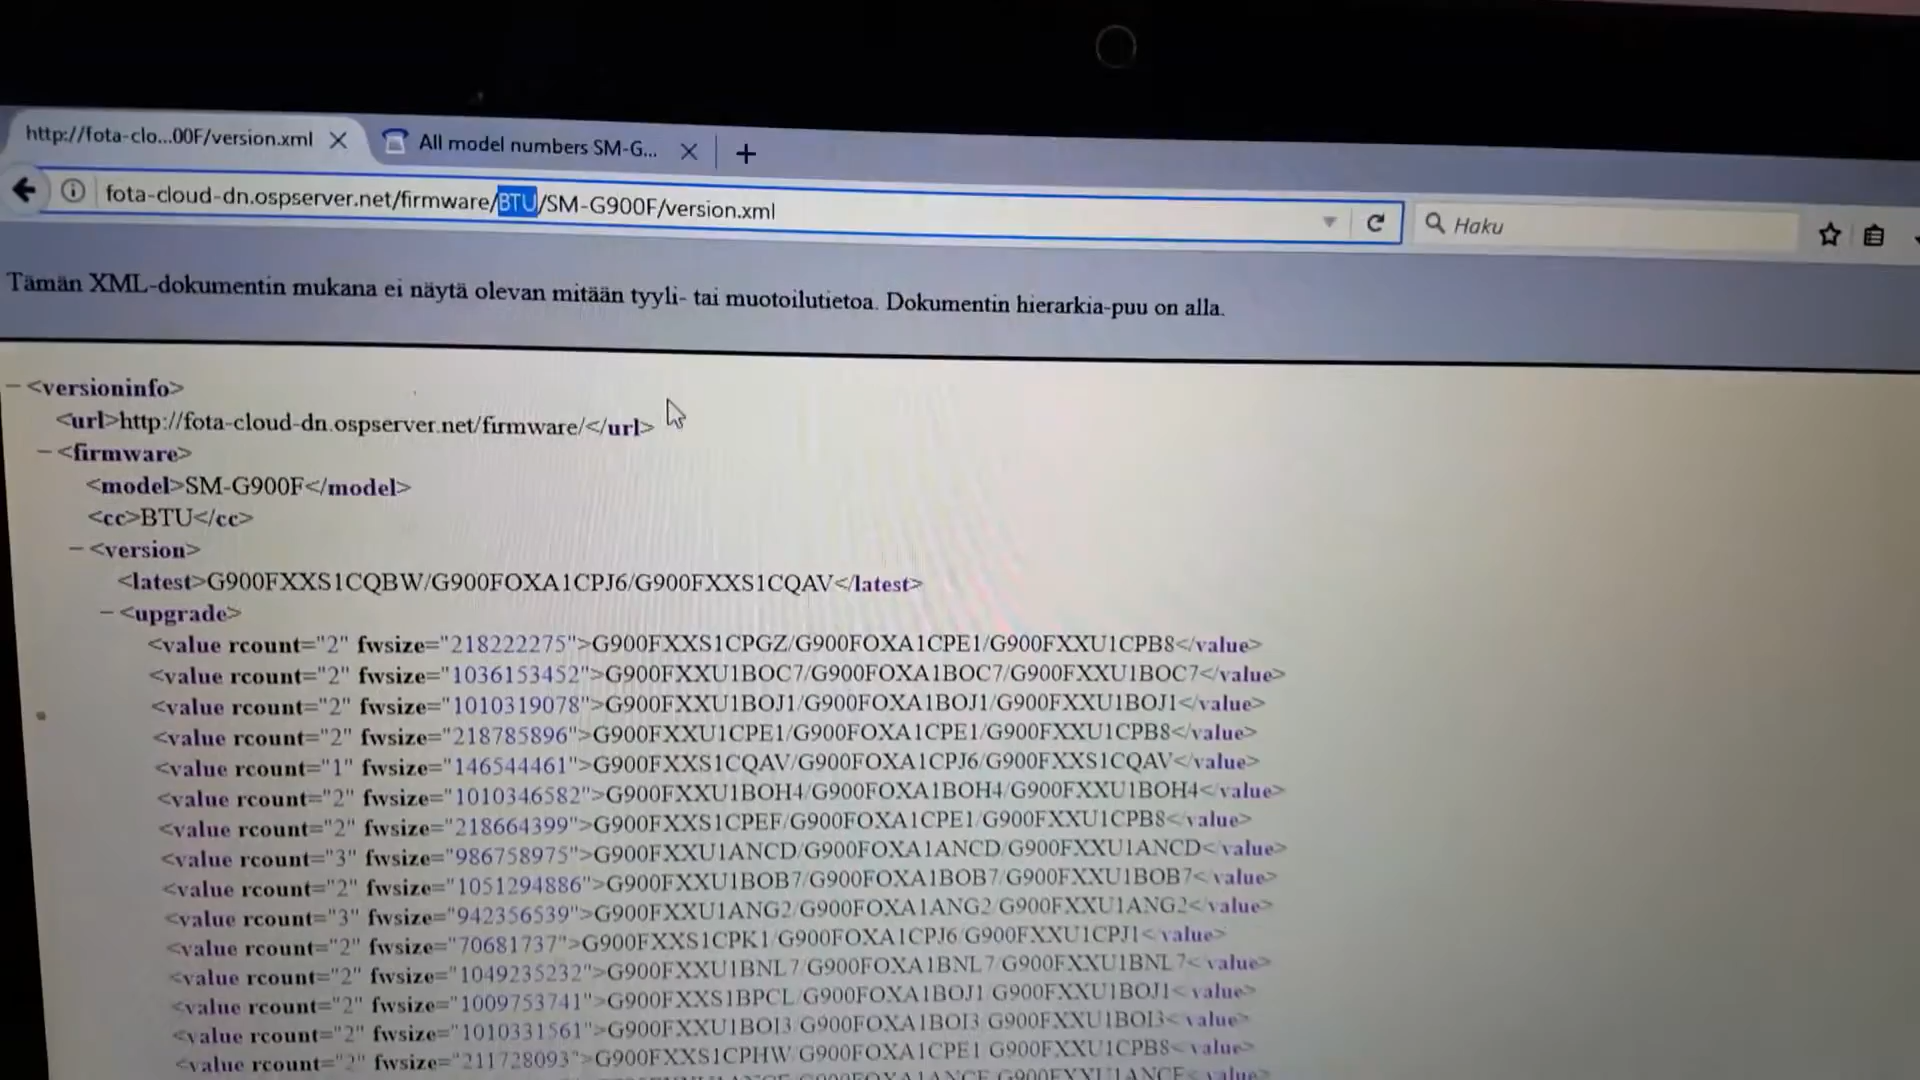 http://fota-clo...00F/version.xml
All model numbers SM-G...
fota-cloud-dn.ospserver.net/firmware/BTU/SM-G900F/version.xml
Haku
Tämän XML-dokumentin mukana ei näytä olevan mitään tyyli- tai muotoilutietoa. Dokumentin hierarkia-puu on alla.
− <versioninfo>
<url>http://fota-cloud-dn.ospserver.net/firmware/</url>
− <firmware>
<model>SM-G900F</model>
<cc>BTU</cc>
− <version>
<latest>G900FXXS1CQBW/G900FOXA1CPJ6/G900FXXS1CQAV</latest>
− <upgrade>
<value rcount="2" fwsize="218222275">G900FXXS1CPGZ/G900FOXA1CPE1/G900FXXU1CPB8</value>
<value rcount="2" fwsize="1036153452">G900FXXU1BOC7/G900FOXA1BOC7/G900FXXU1BOC7</value>
<value rcount="2" fwsize="1010319078">G900FXXU1BOJ1/G900FOXA1BOJ1/G900FXXU1BOJ1</value>
<value rcount="2" fwsize="218785896">G900FXXU1CPE1/G900FOXA1CPE1/G900FXXU1CPB8</value>
<value rcount="1" fwsize="146544461">G900FXXS1CQAV/G900FOXA1CPJ6/G900FXXS1CQAV</value>
<value rcount="2" fwsize="1010346582">G900FXXU1BOH4/G900FOXA1BOH4/G900FXXU1BOH4</value>
<value rcount="2" fwsize="218664399">G900FXXS1CPEF/G900FOXA1CPE1/G900FXXU1CPB8</value>
<value rcount="3" fwsize="986758975">G900FXXU1ANCD/G900FOXA1ANCD/G900FXXU1ANCD</value>
<value rcount="2" fwsize="1051294886">G900FXXU1BOB7/G900FOXA1BOB7/G900FXXU1BOB7</value>
<value rcount="3" fwsize="942356539">G900FXXU1ANG2/G900FOXA1ANG2/G900FXXU1ANG2</value>
<value rcount="2" fwsize="70681737">G900FXXS1CPK1/G900FOXA1CPJ6/G900FXXU1CPJ1</value>
<value rcount="2" fwsize="1049235232">G900FXXU1BNL7/G900FOXA1BNL7/G900FXXU1BNL7</value>
<value rcount="2" fwsize="1009753741">G900FXXS1BPCL/G900FOXA1BOJ1/G900FXXU1BOJ1</value>
<value rcount="2" fwsize="1010331561">G900FXXU1BOI3/G900FOXA1BOI3/G900FXXU1BOI3</value>
<value rcount="2" fwsize="211728093">G900FXXS1CPHW/G900FOXA1CPE1/G900FXXU1CPB8</value>